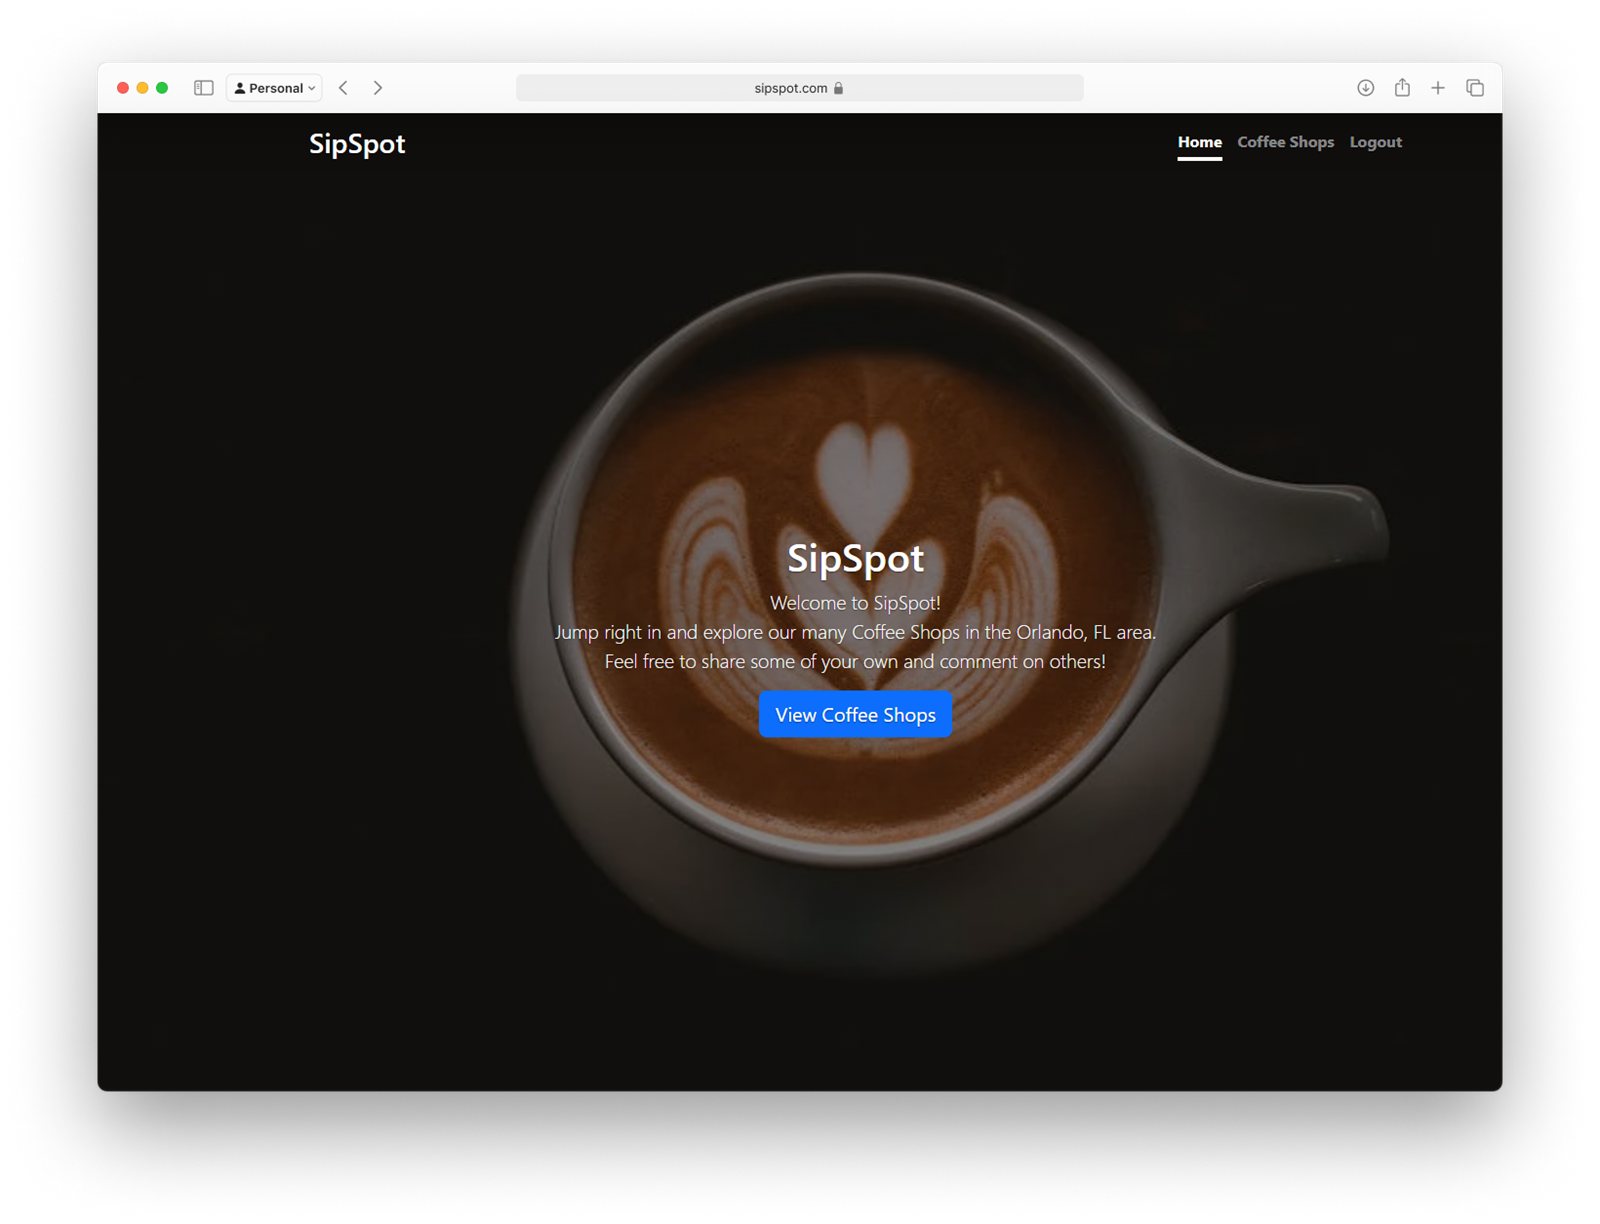 Personal
sipspot.com
SipSpot
Home Coffee Shops Logout
SipSpot
Welcome to SipSpot!
Jump right in and explore our many Coffee Shops in the Orlando, FL area.
Feel free to share some of your own and comment on others!
View Coffee Shops